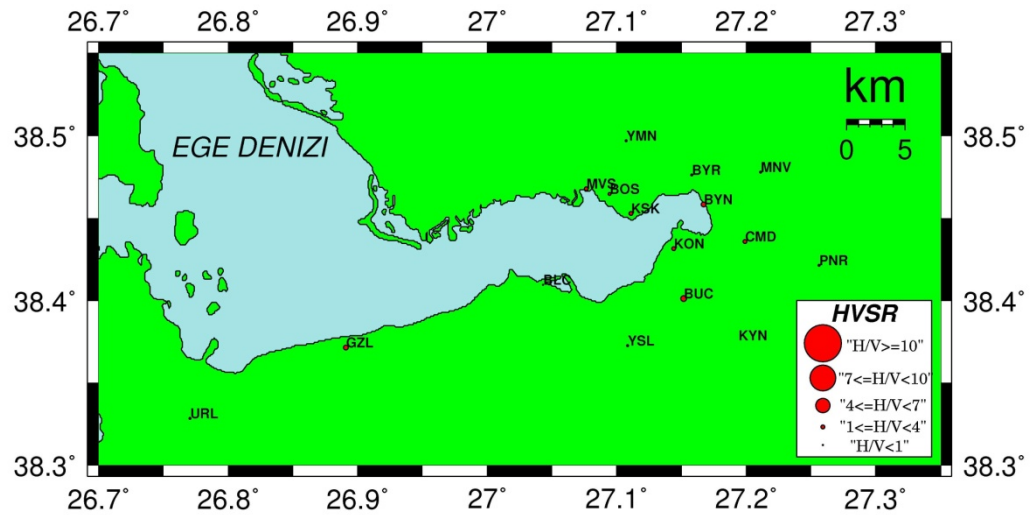 26.7° 26.8° 26.9° 27° 27.1° 27.2° 27.3°
km
0 5
38.5° 38.5°
EGE DENIZI
YMN
BYR
MNV
MVS
BOS
BYN
KSK
CMD
KON
PNR
BLC
BUC
38.4° 38.4°
HVSR
"H/V>=10"
"7<=H/V<10"
"4<=H/V<7"
"1<=H/V<4"
"H/V<1"
KYN
YSL
GZL
URL
38.3° 38.3°
26.7° 26.8° 26.9° 27° 27.1° 27.2° 27.3°